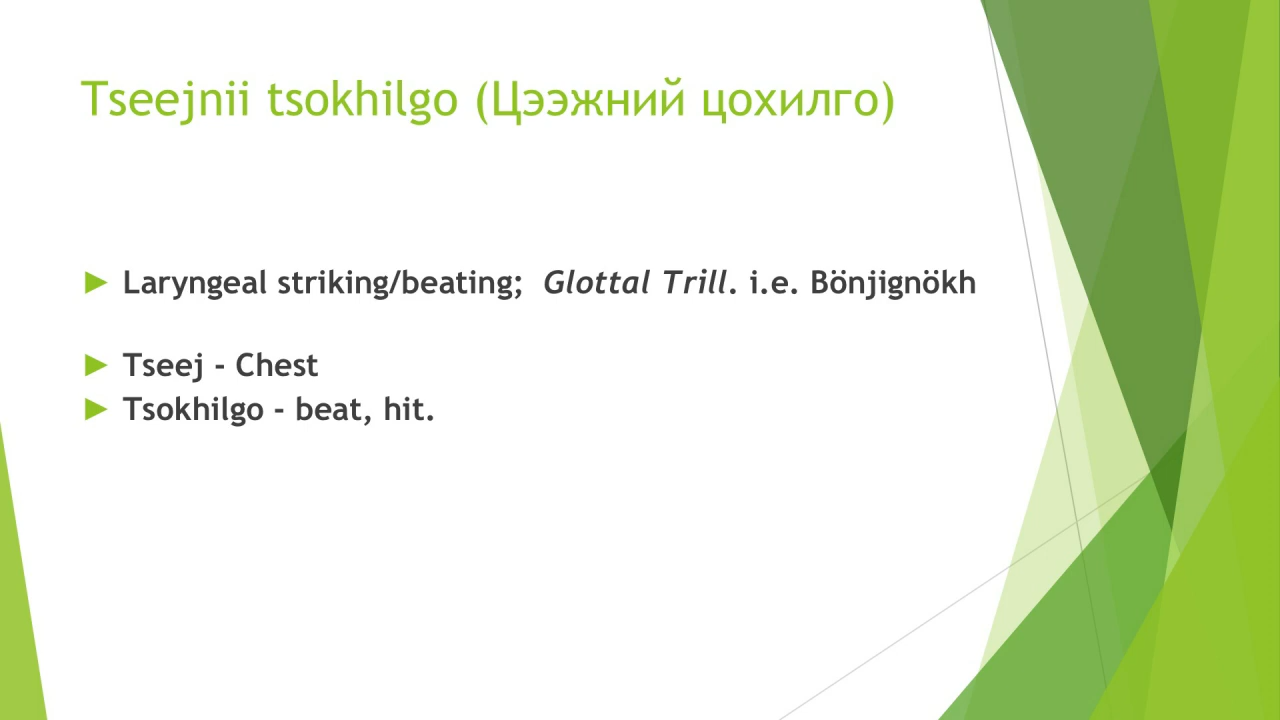 Tseejnii tsokhilgo (Цээжний цохилго)
► Laryngeal striking/beating; Glottal Trill. i.e. Bönjignökh
► Tseej - Chest
► Tsokhilgo - beat, hit.